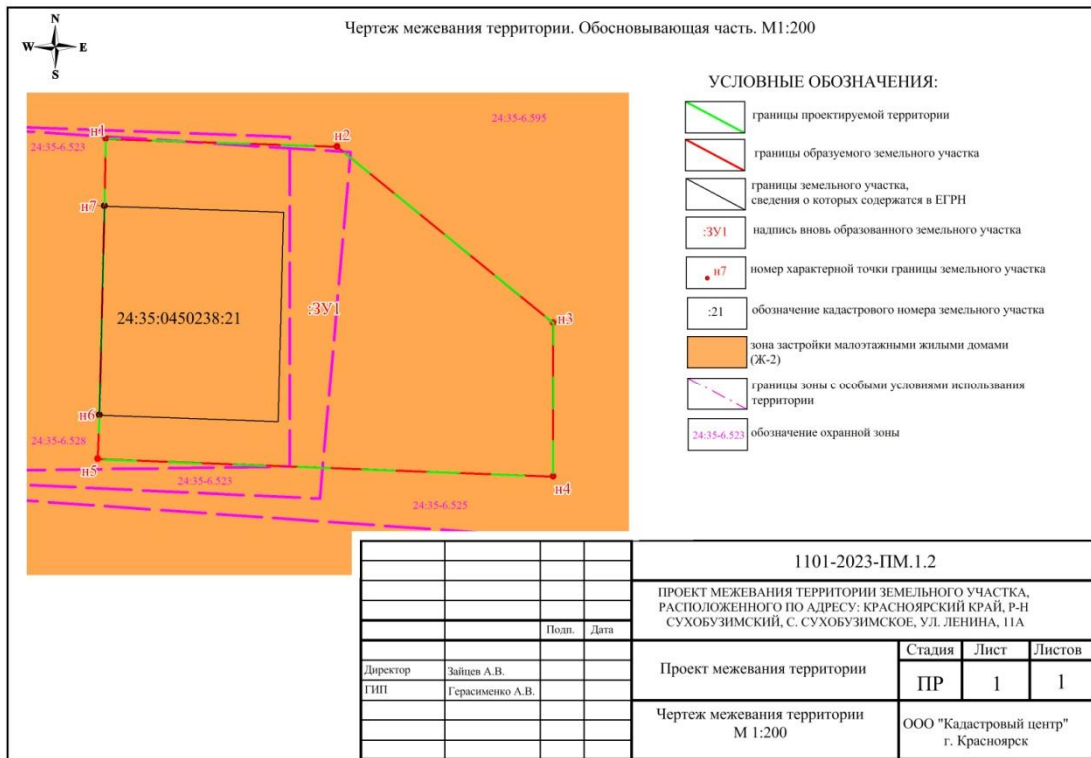 Чертеж межевания территории. Обосновывающая часть. М1:200
N
W E
S
УСЛОВНЫЕ ОБОЗНАЧЕНИЯ:
границы проектируемой территории
границы образуемого земельного участка
границы земельного участка,
сведения о которых содержатся в ЕГРН
:ЗУ1 надпись вновь образованного земельного участка
н7 номер характерной точки границы земельного участка
:21 обозначение кадастрового номера земельного участка
зона застройки малоэтажными жилыми домами
(Ж-2)
границы зоны с особыми условиями использвания
территории
24:35-6.523 обозначение охранной зоны
24:35-6.595
н1
н2
24:35-6.523
н7
:ЗУ1
24:35:0450238:21
н3
н6
24:35-6.528
н5
24:35-6.523
н4
24:35-6.525
1101-2023-ПМ.1.2
ПРОЕКТ МЕЖЕВАНИЯ ТЕРРИТОРИИ ЗЕМЕЛЬНОГО УЧАСТКА,
РАСПОЛОЖЕННОГО ПО АДРЕСУ: КРАСНОЯРСКИЙ КРАЙ, Р-Н
СУХОБУЗИМСКИЙ, С. СУХОБУЗИМСКОЕ, УЛ. ЛЕНИНА, 11А
Подп. Дата
Директор Зайцев А.В.
ГИП Герасименко А.В.
Проект межевания территории
Стадия Лист Листов
ПР 1 1
Чертеж межевания территории
М 1:200
ООО "Кадастровый центр"
г. Красноярск